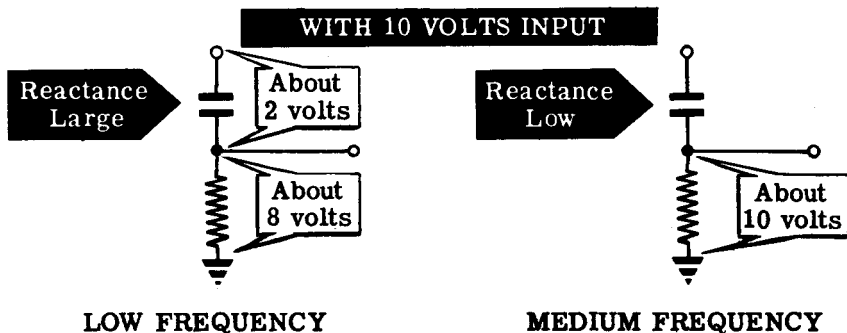 WITH 10 VOLTS INPUT
Reactance
Large
About
2 volts
About
8 volts
LOW FREQUENCY
Reactance
Low
About
10 volts
MEDIUM FREQUENCY